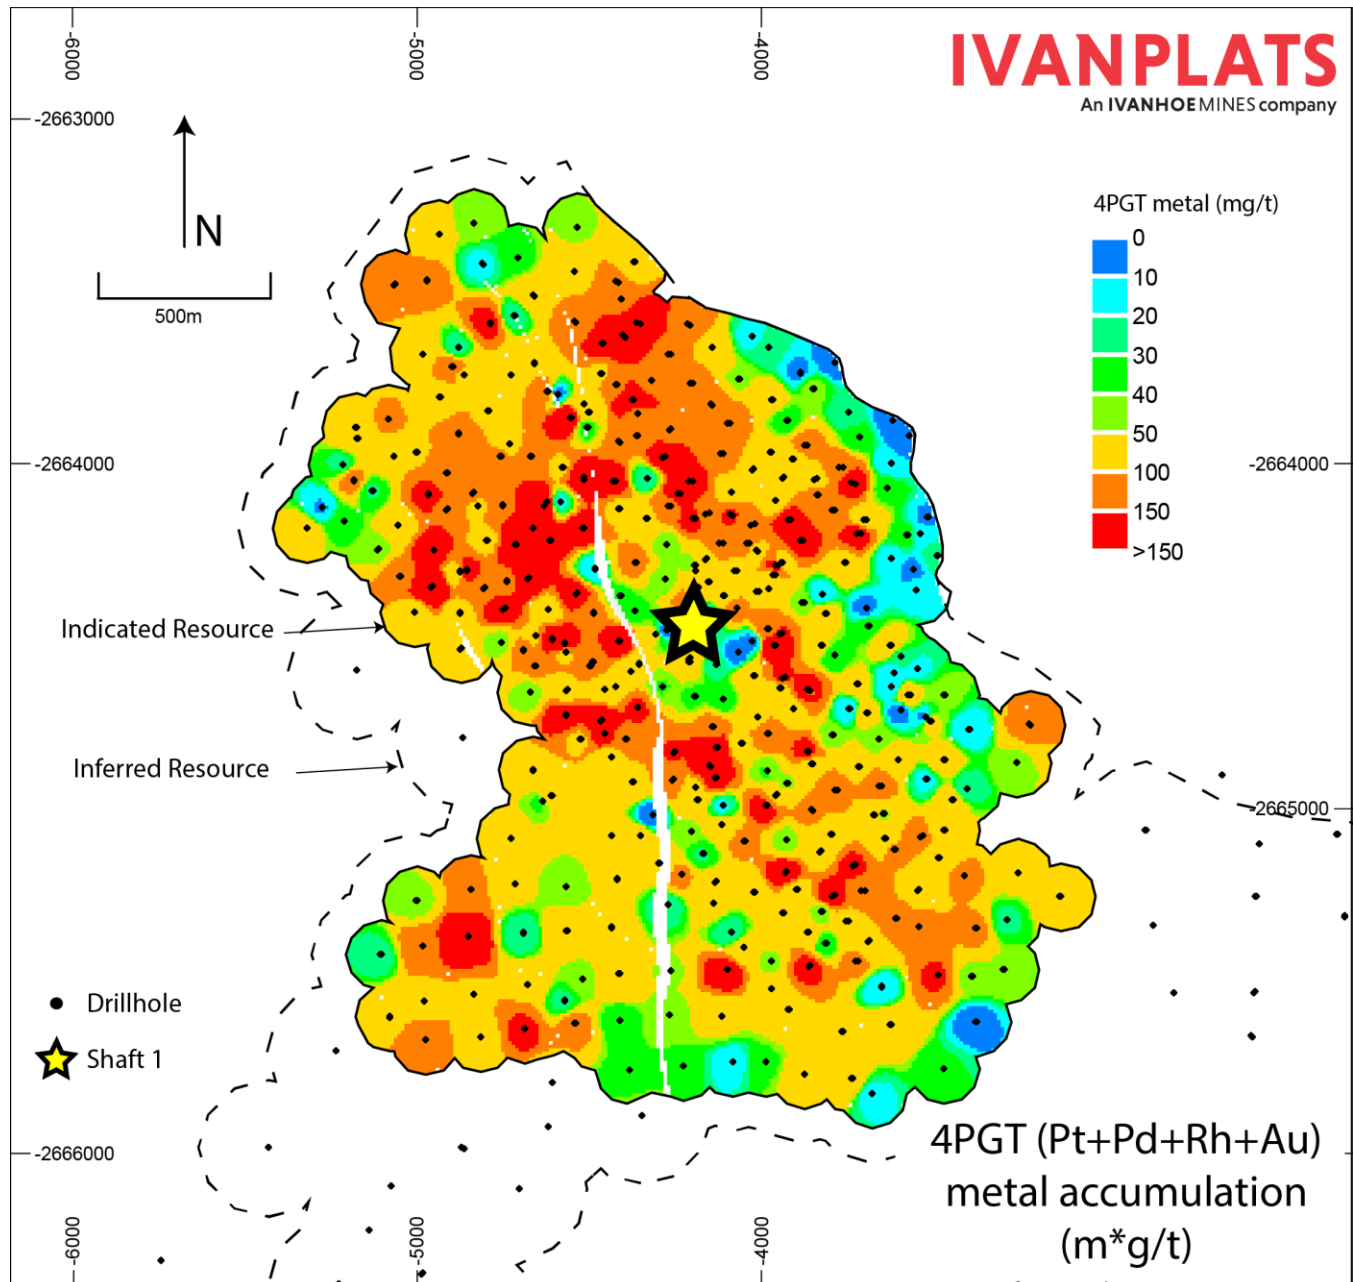 -6000
-5000
-4000
IVANPLATS
An IVANHOE MINES company
-2663000
N
500m
4PGT metal (mg/t)
0
10
20
30
40
50
100
150
>150
-2664000
-2664000
Indicated Resource
Inferred Resource
-2665000
Drillhole
Shaft 1
-2666000
4PGT (Pt+Pd+Rh+Au)
metal accumulation
(m*g/t)
-6000
-5000
-4000